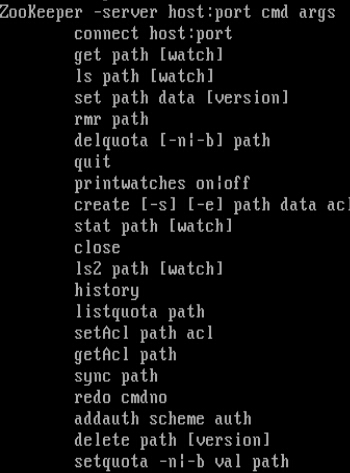 ZooKeeper -server host:port cmd args
connect host:port
get path [watch]
ls path [watch]
set path data [version]
rmr path
delquota [-n|-b] path
quit
printwatches on|off
create [-s] [-e] path data acl
stat path [watch]
close
ls2 path [watch]
history
listquota path
setAcl path acl
getAcl path
sync path
redo cmdno
addauth scheme auth
delete path [version]
setquota -n|-b val path